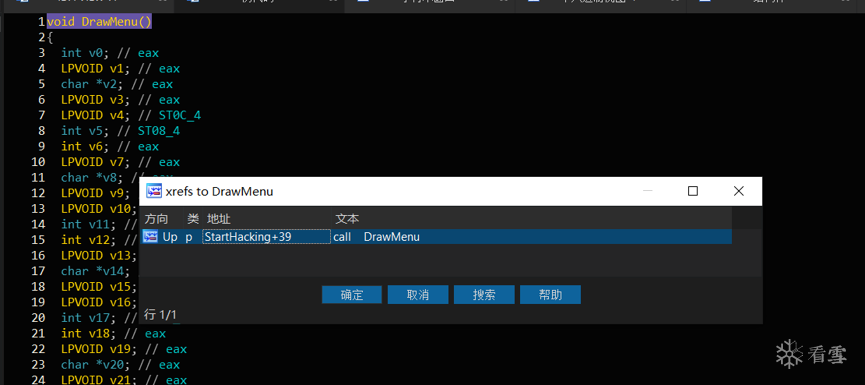 1 void DrawMenu()
2 {
3 int v0; // eax
4 LPVOID v1; // eax
5 char *v2; // eax
6 LPVOID v3; // eax
7 LPVOID v4; // ST0C_4
8 int v5; // ST08_4
9 int v6; // eax
10 LPVOID v7; // eax
11 char *v8; // eax
12 LPVOID v9;
13 LPVOID v10;
14 int v11; //
15 int v12; //
16 LPVOID v13;
17 char *v14;
18 LPVOID v15;
19 LPVOID v16;
20 int v17; //
21 int v18; // eax
22 LPVOID v19; // eax
23 char *v20; // eax
24 LPVOID v21; // eax
xrefs to DrawMenu
方向 类 地址 文本
Up p StartHacking+39 call DrawMenu
确定 取消 搜索 帮助
行 1/1
看雪